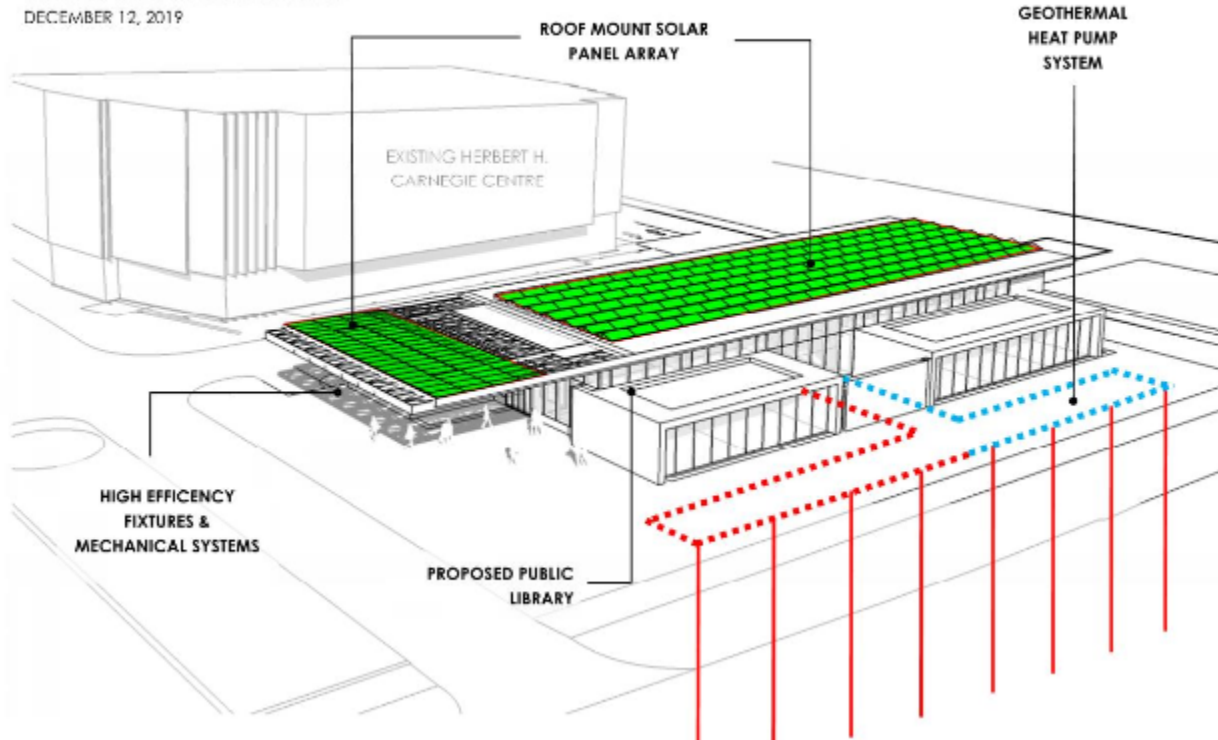 DECEMBER 12, 2019
ROOF MOUNT SOLAR
PANEL ARRAY
GEOTHERMAL
HEAT PUMP
SYSTEM
EXISTING HERBERT H.
CARNEGIE CENTRE
HIGH EFFICENCY
FIXTURES &
MECHANICAL SYSTEMS
PROPOSED PUBLIC
LIBRARY